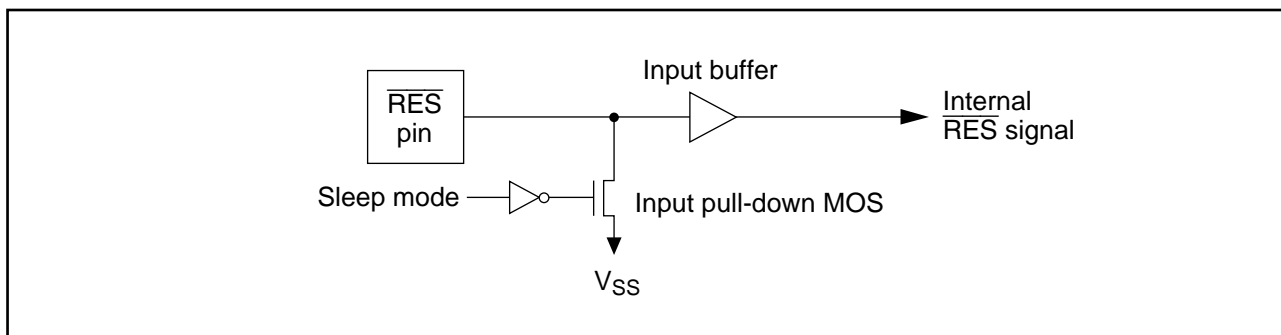 Input buffer
RES
pin
Internal
RES signal
Sleep mode
Input pull-down MOS
VSS